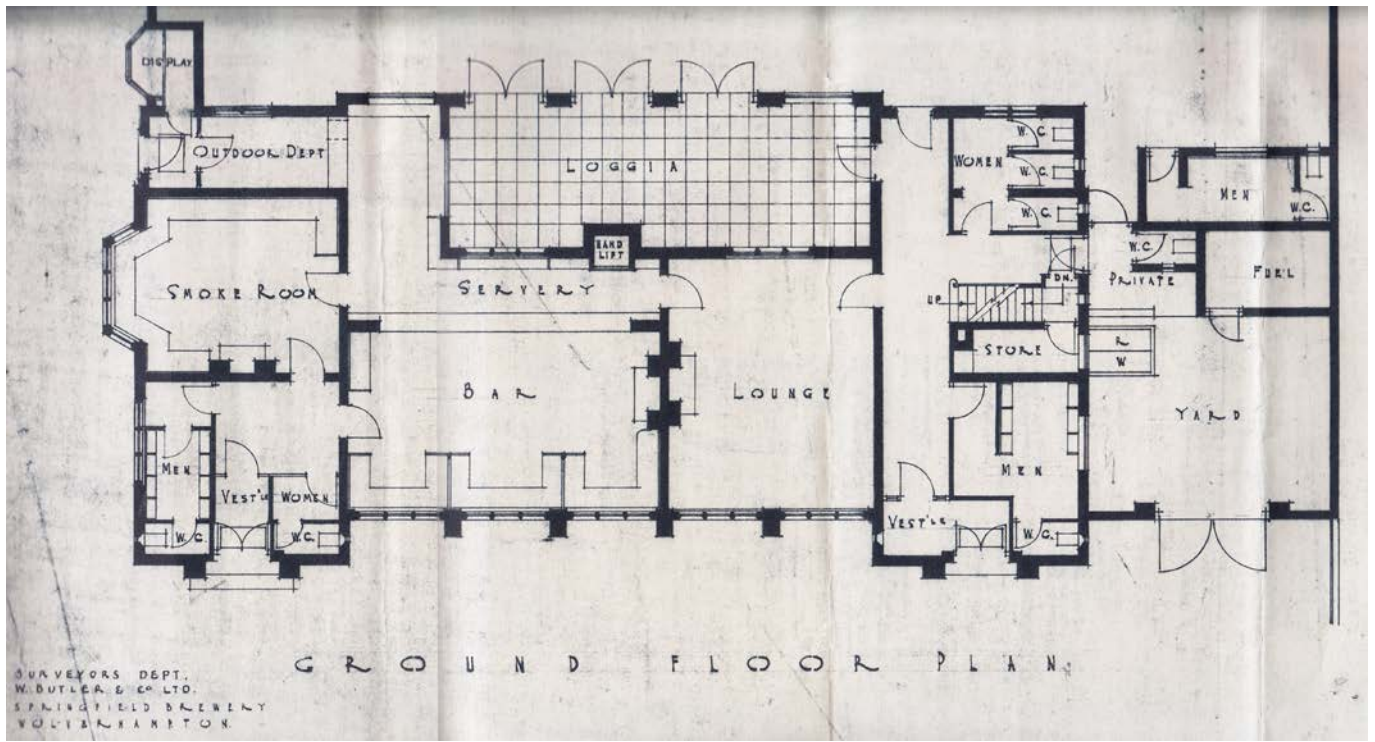 DISPLAY
OUTDOOR DEPT
LOGGIA
WOMEN
W.C.
W.C.
W.C.
MEN
W.C.
HAND
LIFT
W.C.
PRIVATE
FUEL
SMOKE ROOM
SERVERY
UP
DN.
STORE
R
W
BAR
LOUNGE
YARD
MEN
VEST'LE
WOMEN
MEN
W.C.
W.C.
VEST'LE
W.C.
GROUND FLOOR PLAN.
SURVEYORS DEPT.
W. BUTLER & CO LTD.
SPRINGFIELD BREWERY
WOLVERHAMPTON.